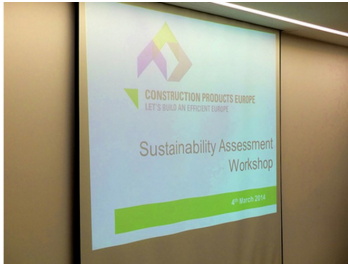 CONSTRUCTION PRODUCTS EUROPE
LET'S BUILD AN EFFICIENT EUROPE
Sustainability Assessment
Workshop
4th March 2014